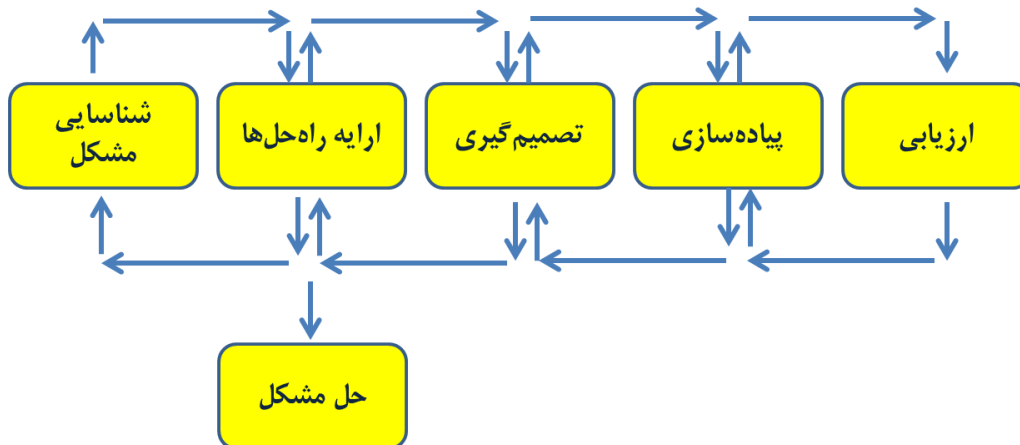 شناسایی
مشکل
ارایه راه‌حل‌ها
تصمیم‌گیری
پیاده‌سازی
ارزیابی
حل مشکل